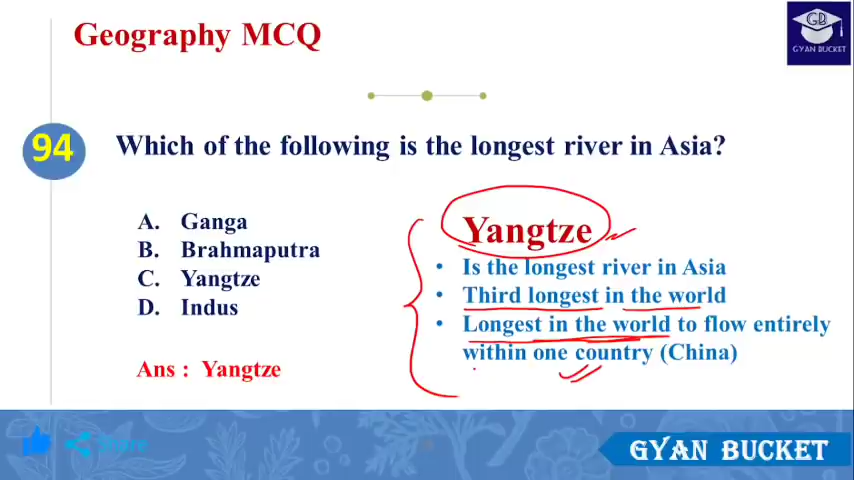 Geography MCQ
GB
GYAN BUCKET
94
Which of the following is the longest river in Asia?
A. Ganga
B. Brahmaputra
C. Yangtze
D. Indus
Ans : Yangtze
Yangtze
• Is the longest river in Asia
• Third longest in the world
• Longest in the world to flow entirely
within one country (China)
Share
GYAN BUCKET